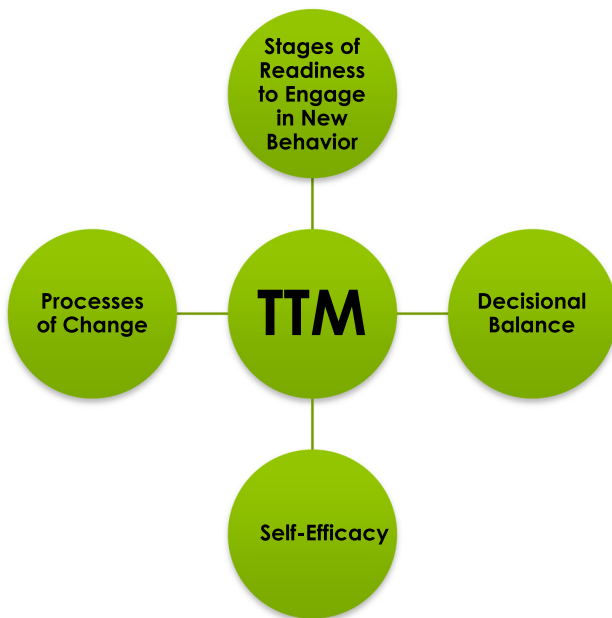 Stages of
Readiness
to Engage
in New
Behavior
Processes
of Change
TTM
Decisional
Balance
Self-Efficacy